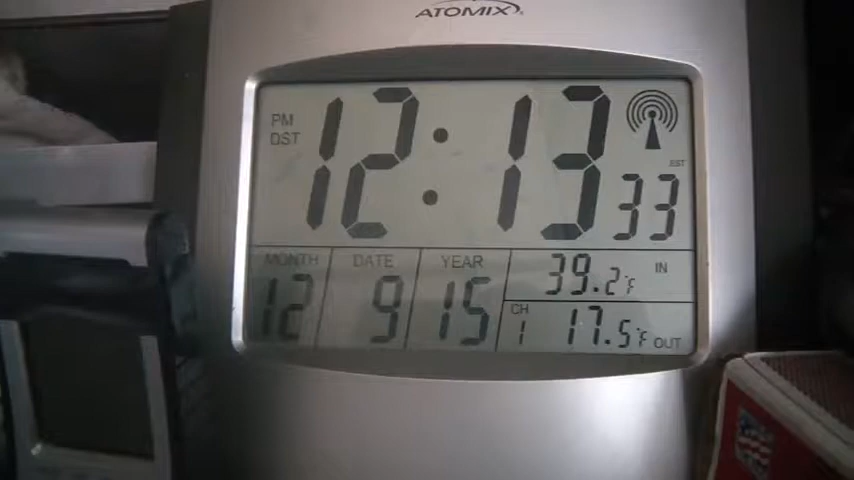 ATOMIX
PM
DST
12:13
EST
33
MONTH DATE YEAR
12 9 15
39.2°F IN
CH
1 17.5°F OUT